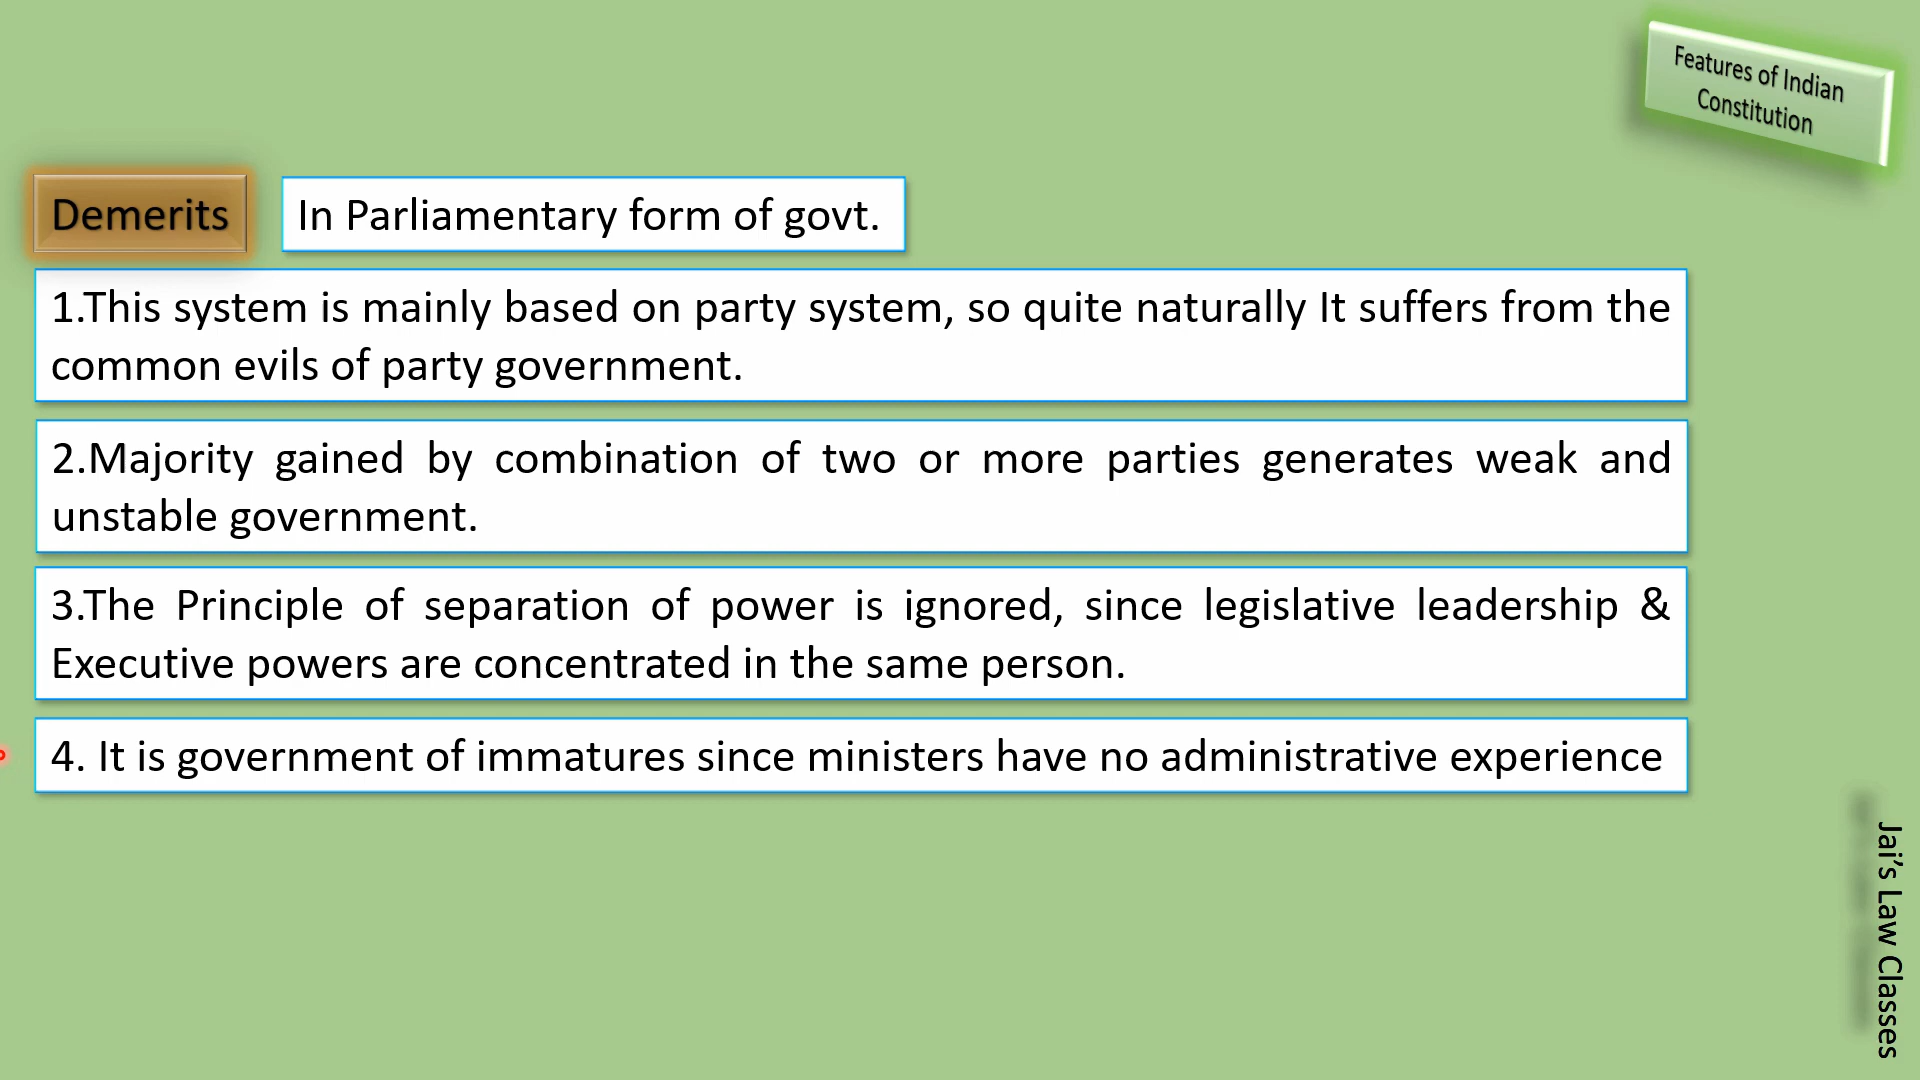 Features of Indian
Constitution
Demerits
In Parliamentary form of govt.
1.This system is mainly based on party system, so quite naturally It suffers from the
common evils of party government.
2.Majority gained by combination of two or more parties generates weak and
unstable government.
3.The Principle of separation of power is ignored, since legislative leadership &
Executive powers are concentrated in the same person.
4. It is government of immatures since ministers have no administrative experience
Jai's Law Classes